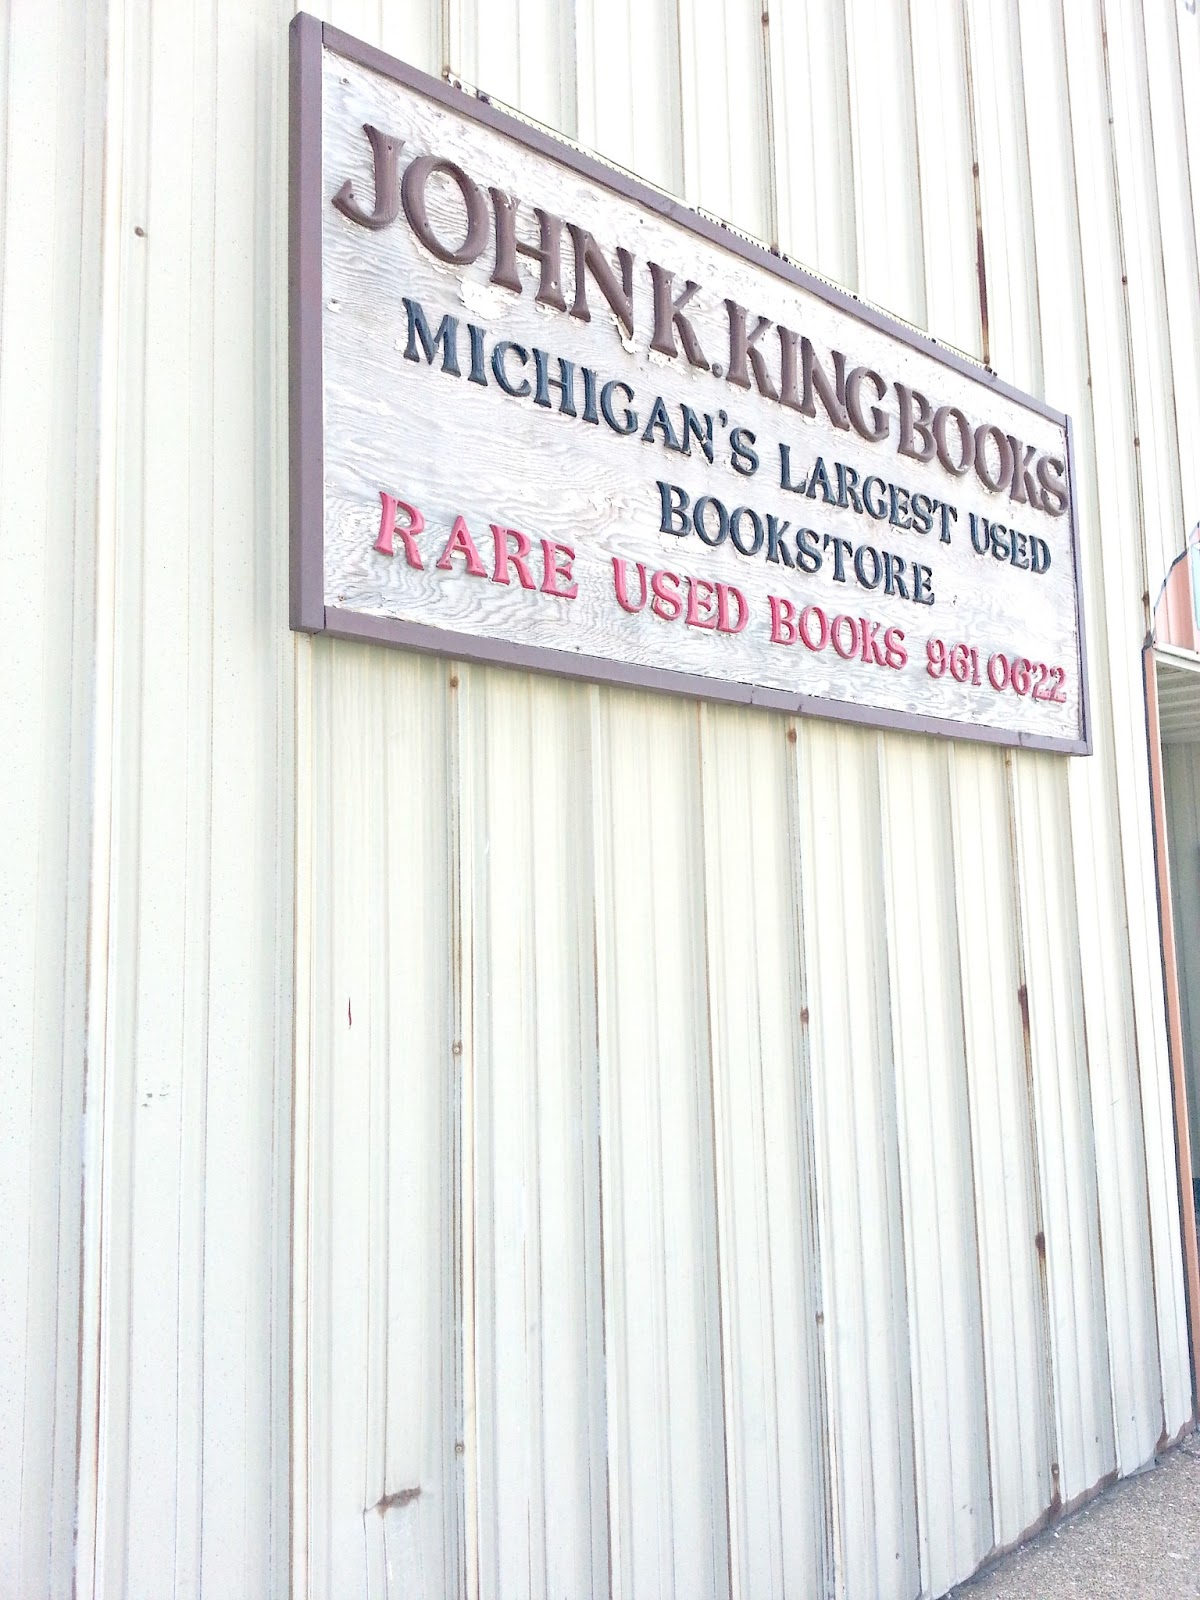 JOHN K. KING BOOKS
MICHIGAN'S LARGEST USED
BOOKSTORE
RARE USED BOOKS 961 0622